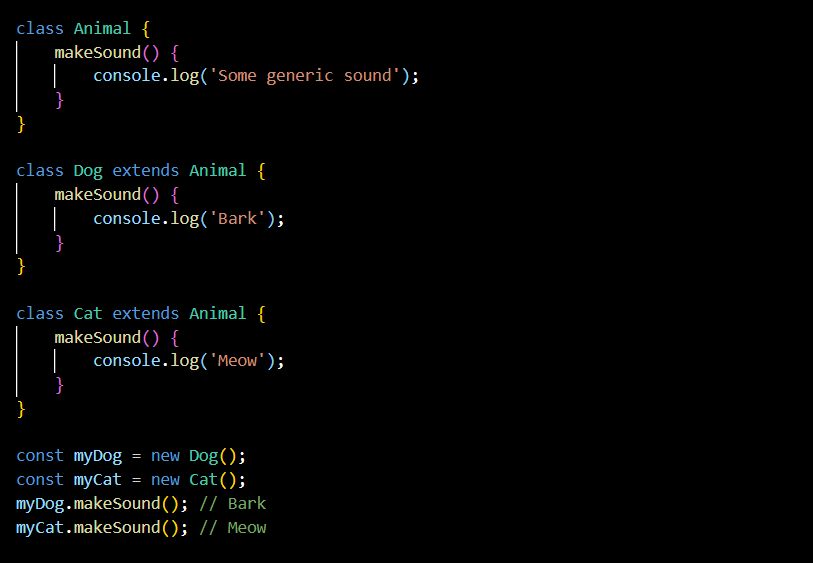 class Animal {
    makeSound() {
        console.log('Some generic sound');
    }
}

class Dog extends Animal {
    makeSound() {
        console.log('Bark');
    }
}

class Cat extends Animal {
    makeSound() {
        console.log('Meow');
    }
}

const myDog = new Dog();
const myCat = new Cat();
myDog.makeSound(); // Bark
myCat.makeSound(); // Meow